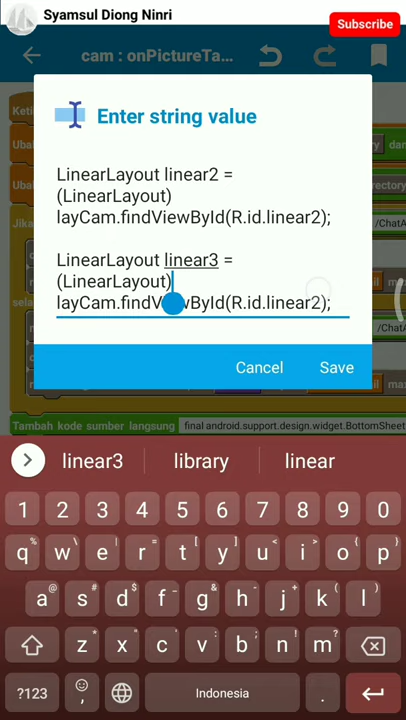 Syamsul Diong Ninri
Subscribe
cam : onPictureTa...
Enter string value
LinearLayout linear2 =
(LinearLayout)
layCam.findViewById(R.id.linear2);
LinearLayout linear3 =
(LinearLayout)
layCam.findViewById(R.id.linear2);
Cancel Save
Tambah kode sumber langsung final android.support.design.widget.BottomSheet
linear3 library linear
1 2 3 4 5 6 7 8 9 0
q w e r t y u i o p
a s d f g h j k l
z x c v b n m
?123 , Indonesia .